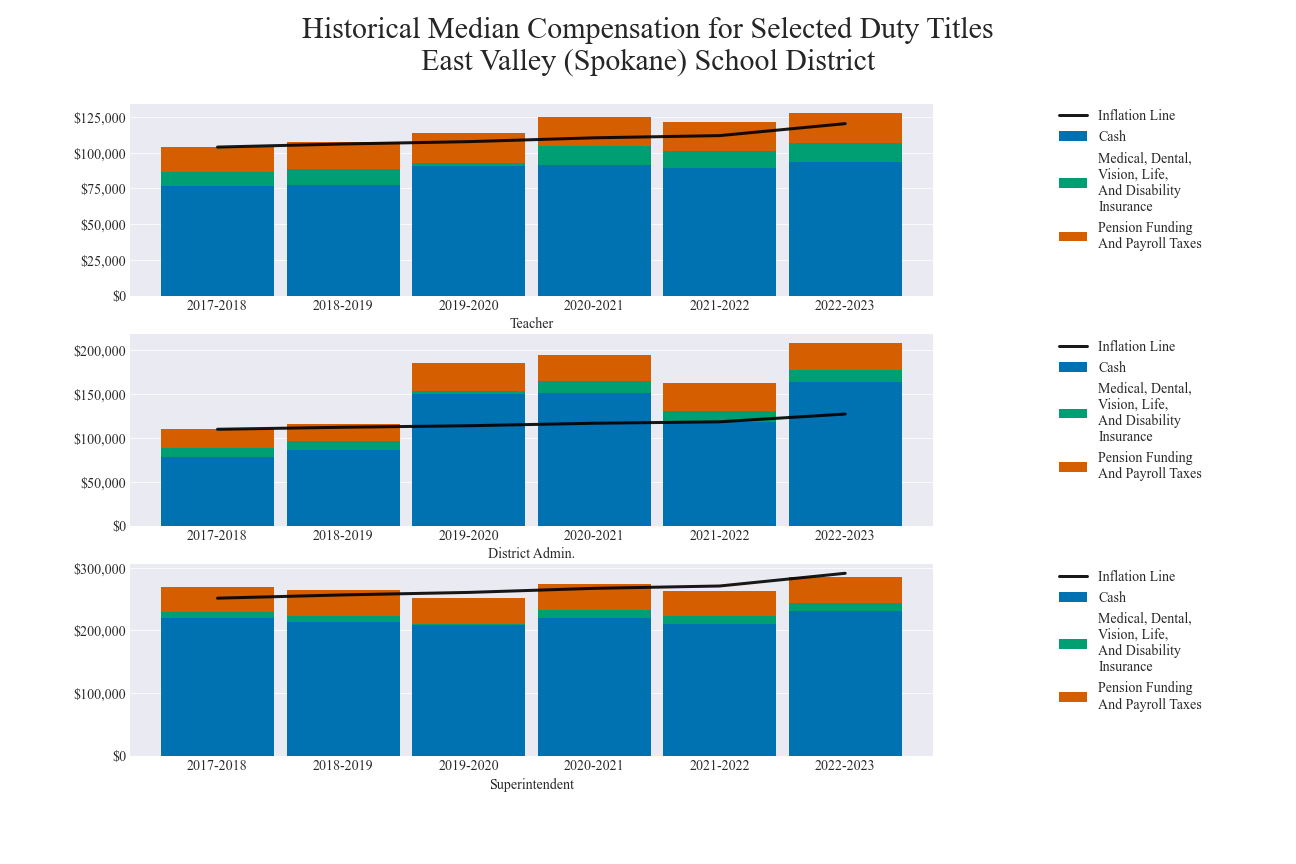 Historical Median Compensation for Selected Duty Titles
East Valley (Spokane) School District
$125,000
$100,000
$75,000
$50,000
$25,000
$0
2017-2018 2018-2019 2019-2020 2020-2021 2021-2022 2022-2023
Teacher
Inflation Line
Cash
Medical, Dental,
Vision, Life,
And Disability
Insurance
Pension Funding
And Payroll Taxes
$200,000
$150,000
$100,000
$50,000
$0
2017-2018 2018-2019 2019-2020 2020-2021 2021-2022 2022-2023
District Admin.
Inflation Line
Cash
Medical, Dental,
Vision, Life,
And Disability
Insurance
Pension Funding
And Payroll Taxes
$300,000
$200,000
$100,000
$0
2017-2018 2018-2019 2019-2020 2020-2021 2021-2022 2022-2023
Superintendent
Inflation Line
Cash
Medical, Dental,
Vision, Life,
And Disability
Insurance
Pension Funding
And Payroll Taxes